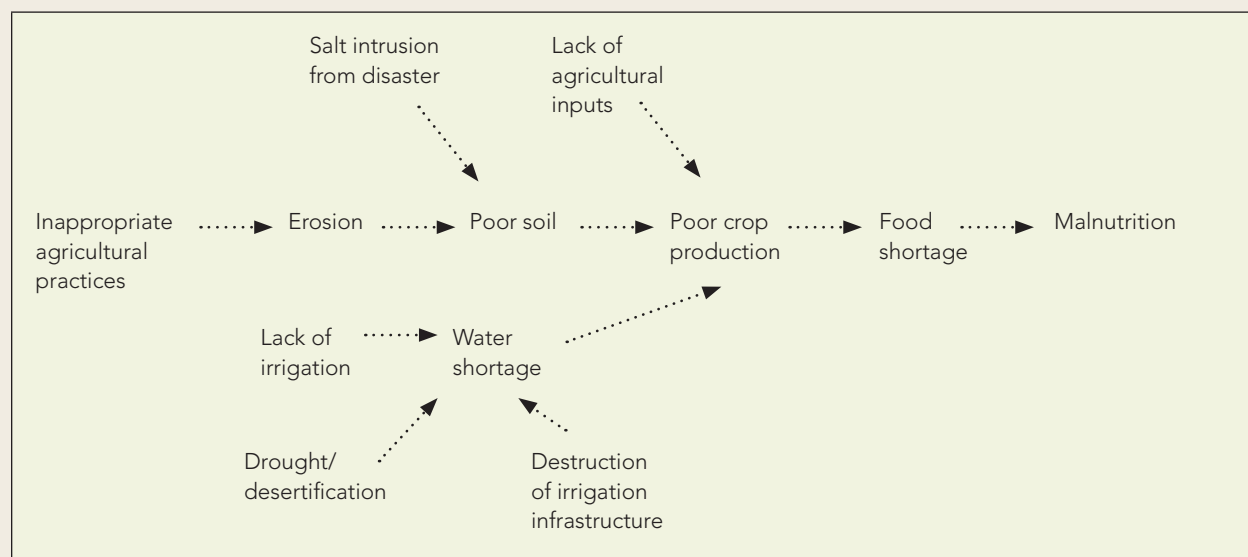 Salt intrusion
from disaster
Lack of
agricultural
inputs
Inappropriate
agricultural
practices
Erosion
Poor soil
Poor crop
production
Food
shortage
Malnutrition
Lack of
irrigation
Water
shortage
Drought/
desertification
Destruction
of irrigation
infrastructure